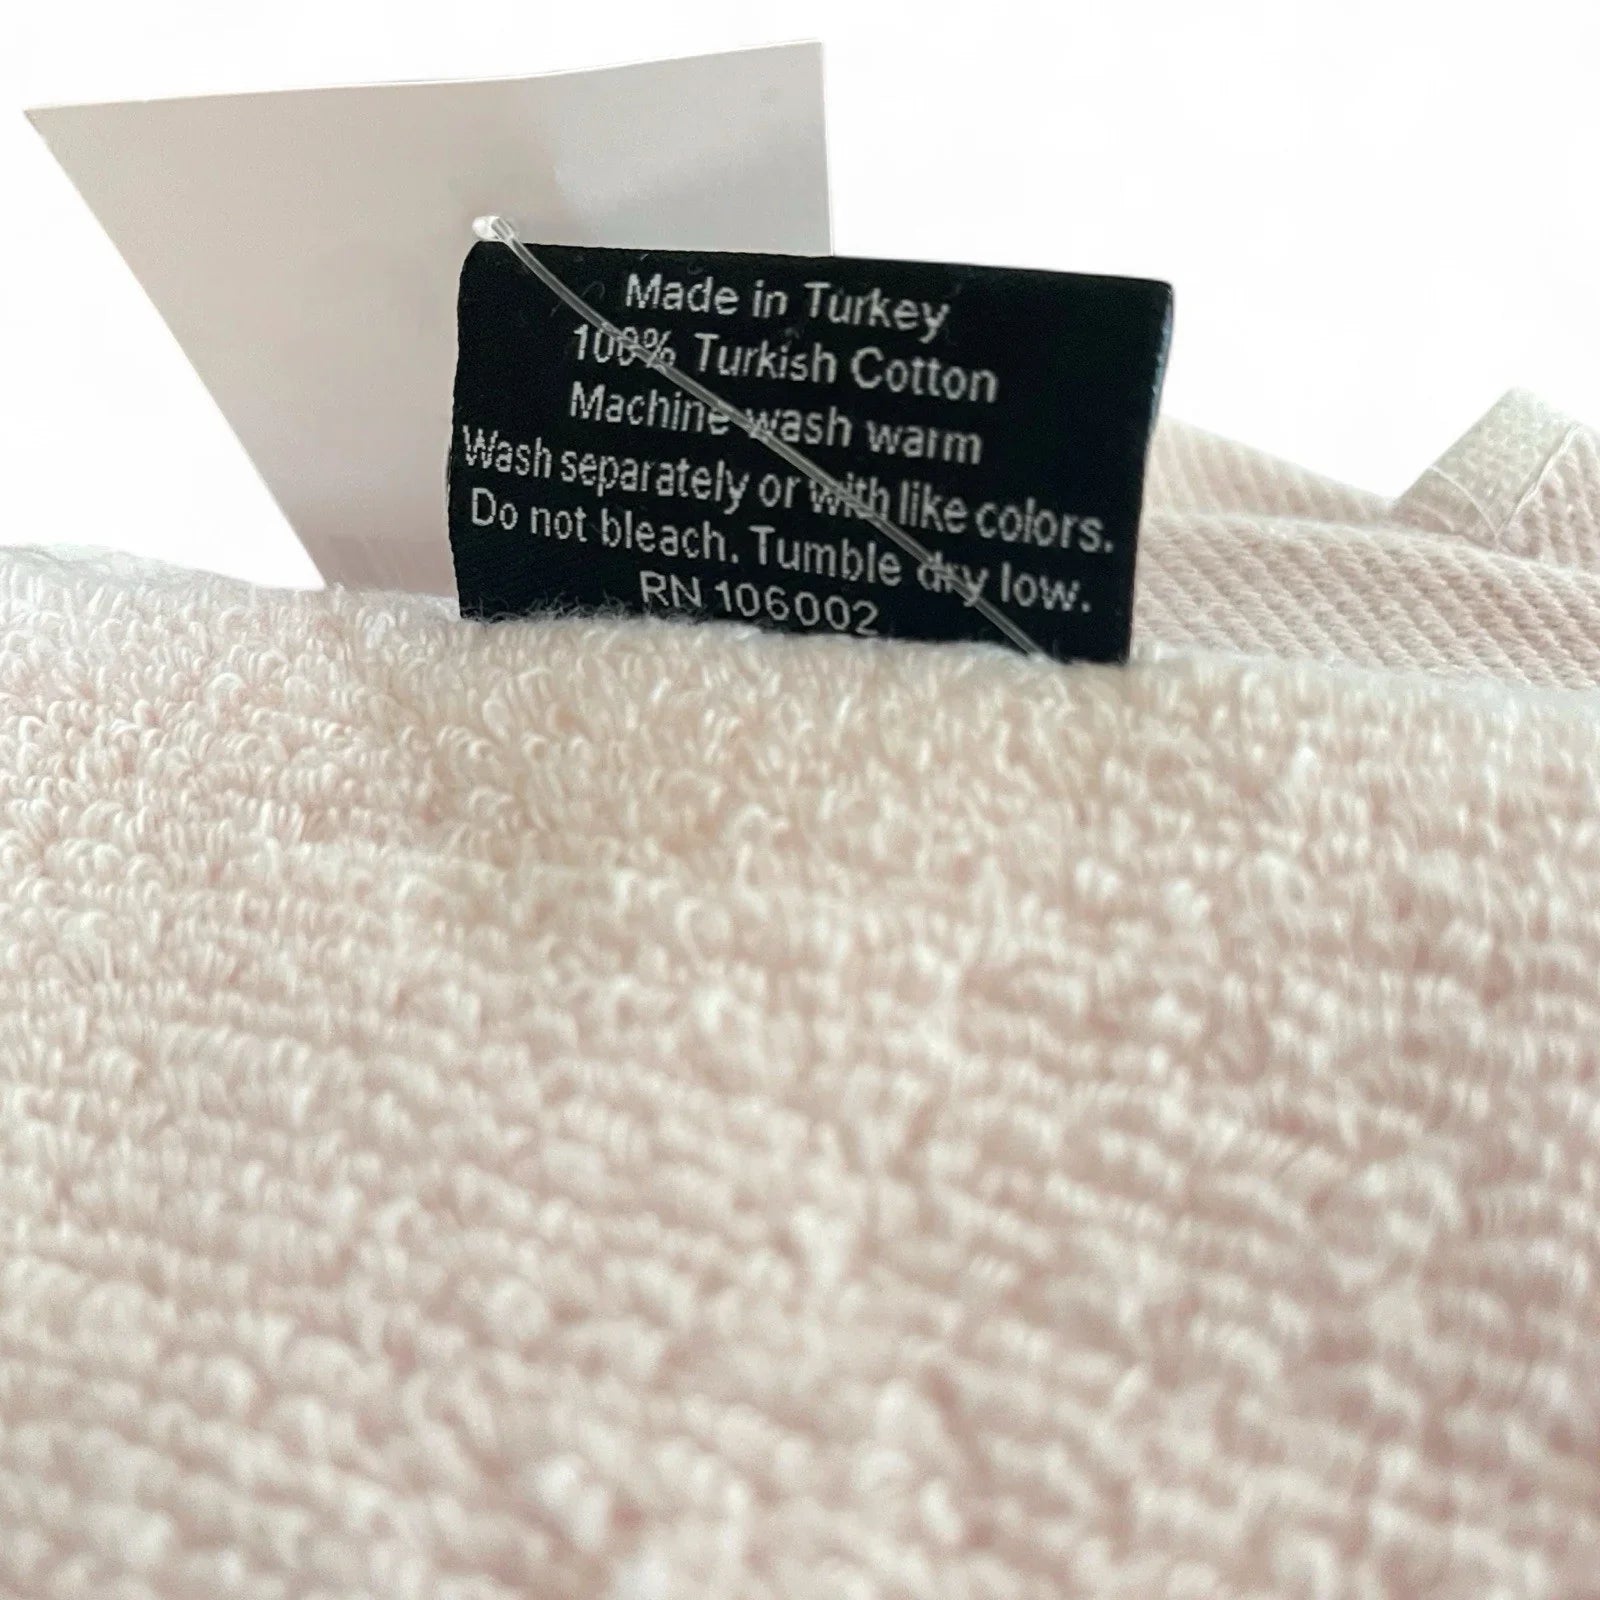 Made in Turkey
100% Turkish Cotton
Machine wash warm
Wash separately or with like colors.
Do not bleach. Tumble dry low.
RN 106002